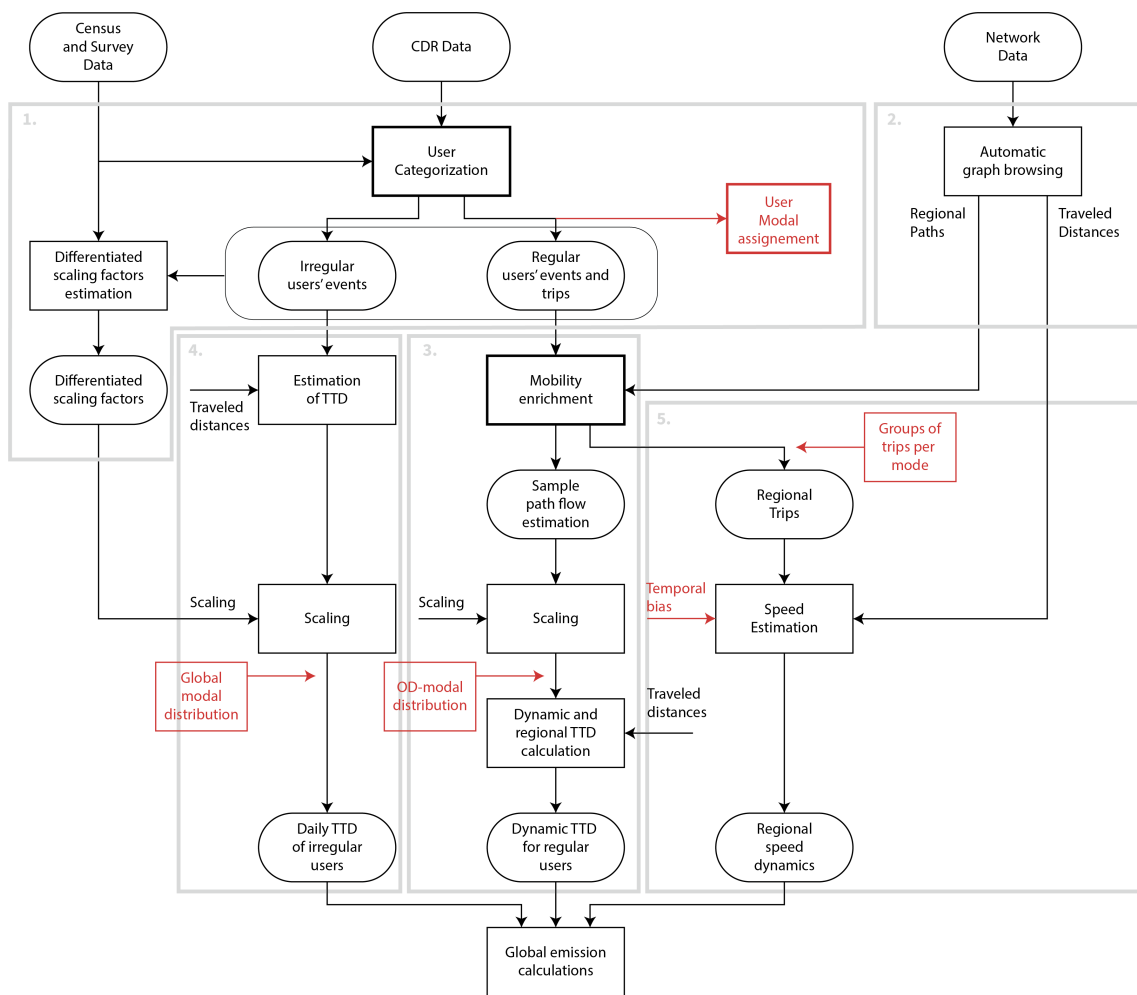 Census
and Survey
Data
CDR Data
Network
Data
1.
2.
User
Categorization
Automatic
graph browsing
User
Modal
assignement
Regional
Paths
Traveled
Distances
Differentiated
scaling factors
estimation
Irregular
users' events
Regular
users' events and
trips
4.
3.
Differentiated
scaling factors
Traveled
distances
Estimation
of TTD
Mobility
enrichment
5.
Groups of
trips per
mode
Sample
path flow
estimation
Regional
Trips
Scaling
Scaling
Scaling
Scaling
Temporal
bias
Speed
Estimation
Global
modal
distribution
OD-modal
distribution
Dynamic and
regional TTD
calculation
Traveled
distances
Daily TTD
of irregular
users
Dynamic TTD
for regular
users
Regional
speed
dynamics
Global emission
calculations